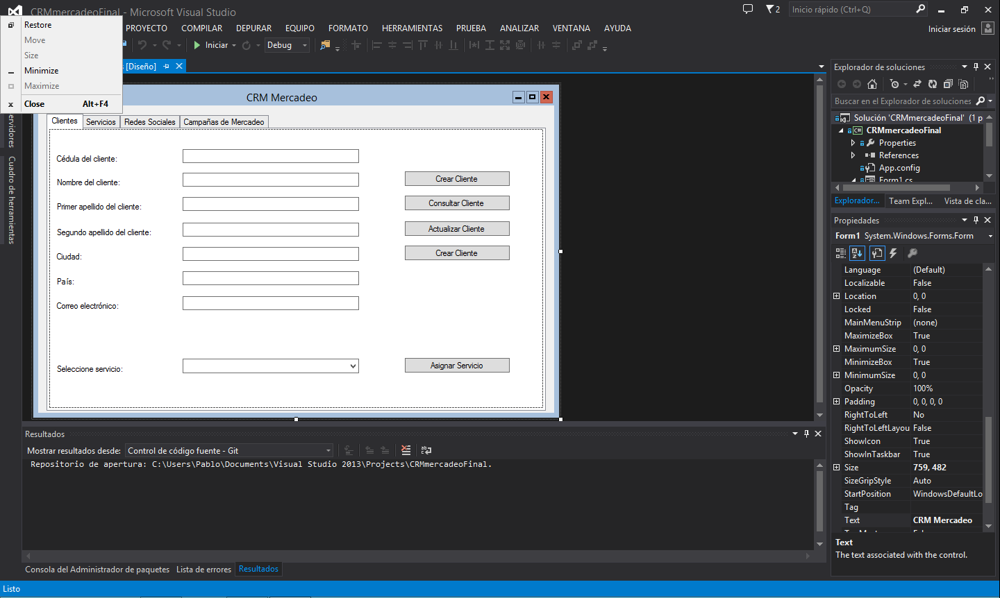 CRMmercadeoFinal - Microsoft Visual Studio
2
Inicio rápido (Ctrl+Q)
Restore
Move
Size
Minimize
Maximize
Close Alt+F4
PROYECTO COMPILAR DEPURAR EQUIPO FORMATO HERRAMIENTAS PRUEBA ANALIZAR VENTANA AYUDA
Iniciar sesión
Iniciar
Debug
[Diseño]
ervidores
Cuadro de herramientas
CRM Mercadeo
Clientes Servicios Redes Sociales Campañas de Mercadeo
Cédula del cliente:
Nombre del cliente:
Crear Cliente
Primer apellido del cliente:
Consultar Cliente
Segundo apellido del cliente:
Actualizar Cliente
Ciudad:
Crear Cliente
País:
Correo electrónico:
Seleccione servicio:
Asignar Servicio
Resultados
Mostrar resultados desde: Control de código fuente - Git
Repositorio de apertura: C:\Users\Pablo\Documents\Visual Studio 2013\Projects\CRMmercadeoFinal.
Consola del Administrador de paquetes Lista de errores Resultados
Listo
Explorador de soluciones
Buscar en el Explorador de soluciones
Solución 'CRMmercadeoFinal' (1 p
C# CRMmercadeoFinal
Properties
References
App.config
Form1.cs
Explorador... Team Expl... Vista de cla...
Propiedades
Form1 System.Windows.Forms.Form
Language (Default)
Localizable False
Location 0, 0
Locked False
MainMenuStrip (none)
MaximizeBox True
MaximumSize 0, 0
MinimizeBox True
MinimumSize 0, 0
Opacity 100%
Padding 0, 0, 0, 0
RightToLeft No
RightToLeftLayou False
ShowIcon True
ShowInTaskbar True
Size 759, 482
SizeGripStyle Auto
StartPosition WindowsDefaultLo
Tag
Text CRM Mercadeo
Text
The text associated with the control.